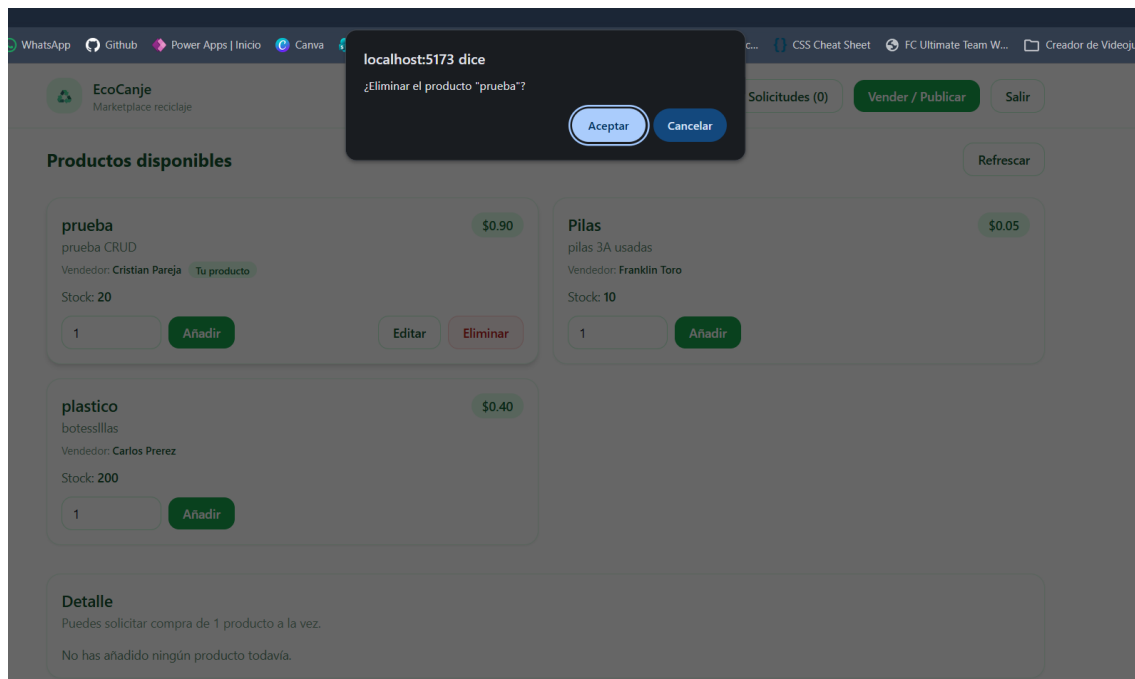 WhatsApp Github Power Apps | Inicio Canva c... CSS Cheat Sheet FC Ultimate Team W... Creador de Videoju
localhost:5173 dice
¿Eliminar el producto "prueba"?
Aceptar Cancelar
EcoCanje
Marketplace reciclaje
Solicitudes (0) Vender / Publicar Salir
Productos disponibles Refrescar
prueba $0.90
prueba CRUD
Vendedor: Cristian Pareja Tu producto
Stock: 20
1 Añadir Editar Eliminar
Pilas $0.05
pilas 3A usadas
Vendedor: Franklin Toro
Stock: 10
1 Añadir
plastico $0.40
botesslllas
Vendedor: Carlos Prerez
Stock: 200
1 Añadir
Detalle
Puedes solicitar compra de 1 producto a la vez.
No has añadido ningún producto todavía.